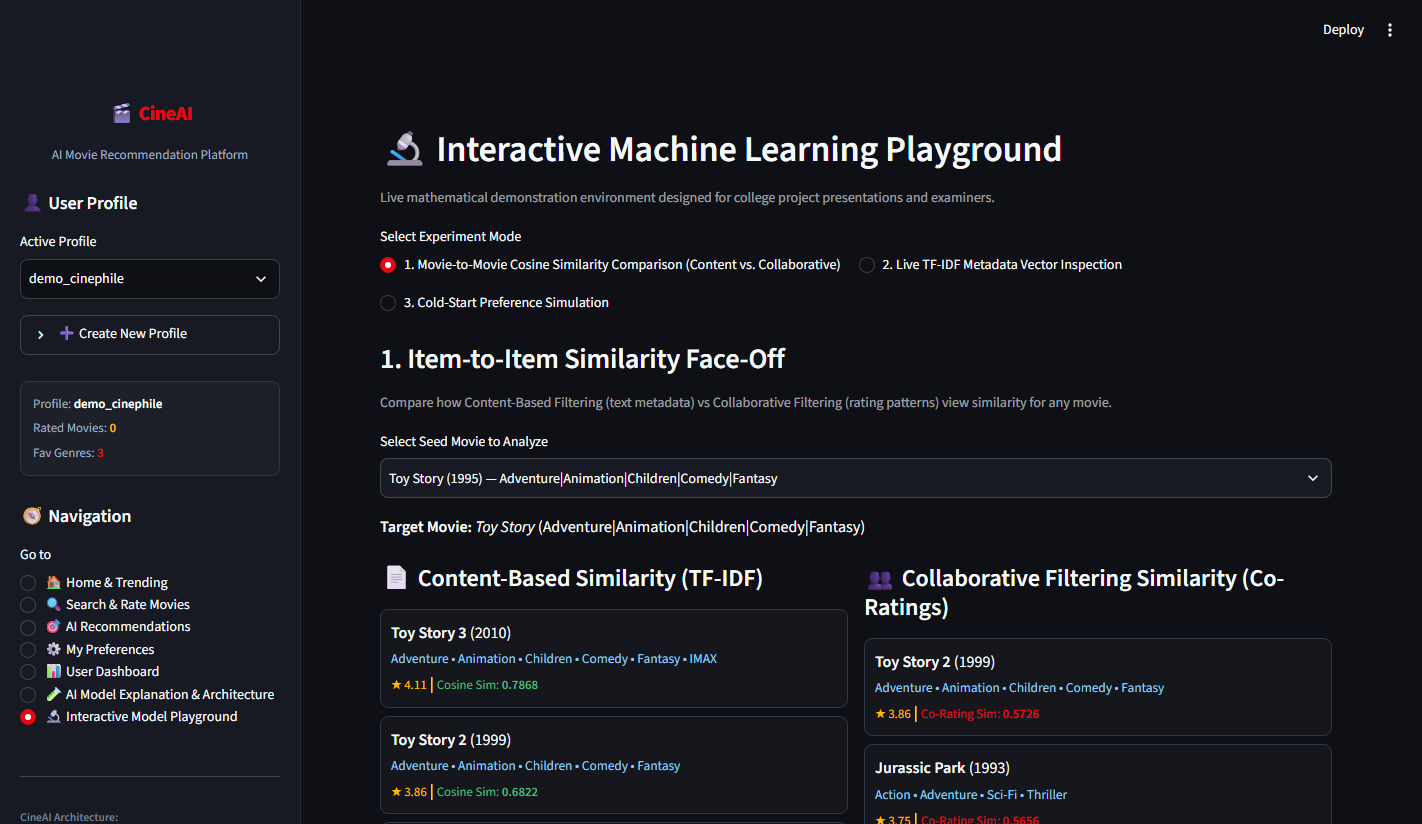 Deploy
CineAI
AI Movie Recommendation Platform
User Profile
Active Profile
demo_cinephile
Create New Profile
Profile: demo_cinephile
Rated Movies: 0
Fav Genres: 3
Navigation
Go to
Home & Trending
Search & Rate Movies
AI Recommendations
My Preferences
User Dashboard
AI Model Explanation & Architecture
Interactive Model Playground
CineAI Architecture:
Interactive Machine Learning Playground
Live mathematical demonstration environment designed for college project presentations and examiners.
Select Experiment Mode
1. Movie-to-Movie Cosine Similarity Comparison (Content vs. Collaborative)
2. Live TF-IDF Metadata Vector Inspection
3. Cold-Start Preference Simulation
1. Item-to-Item Similarity Face-Off
Compare how Content-Based Filtering (text metadata) vs Collaborative Filtering (rating patterns) view similarity for any movie.
Select Seed Movie to Analyze
Toy Story (1995) — Adventure|Animation|Children|Comedy|Fantasy
Target Movie: Toy Story (Adventure|Animation|Children|Comedy|Fantasy)
Content-Based Similarity (TF-IDF)
Toy Story 3 (2010)
Adventure • Animation • Children • Comedy • Fantasy • IMAX
★ 4.11 | Cosine Sim: 0.7868
Toy Story 2 (1999)
Adventure • Animation • Children • Comedy • Fantasy
★ 3.86 | Cosine Sim: 0.6822
Collaborative Filtering Similarity (Co-
Ratings)
Toy Story 2 (1999)
Adventure • Animation • Children • Comedy • Fantasy
★ 3.86 | Co-Rating Sim: 0.5726
Jurassic Park (1993)
Action • Adventure • Sci-Fi • Thriller
★ 3.75 | Co-Rating Sim: 0.5656